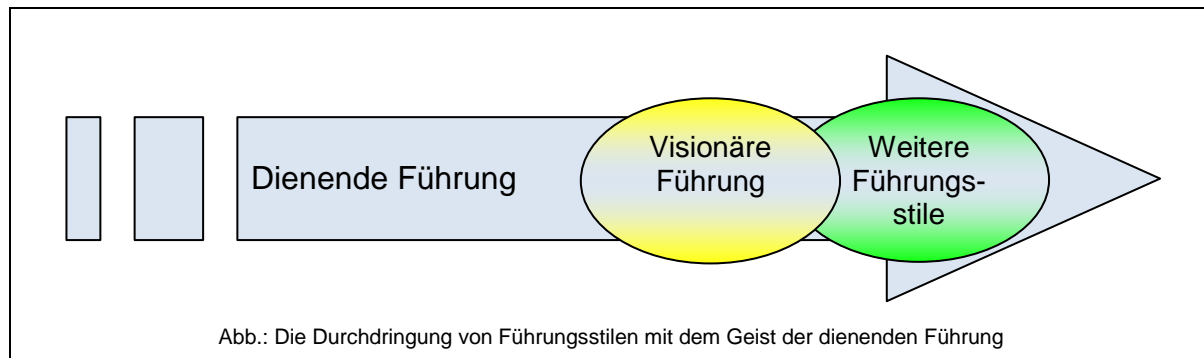 Dienende Führung
Visionäre
Führung
Weitere
Führungs-
stile
Abb.: Die Durchdringung von Führungsstilen mit dem Geist der dienenden Führung